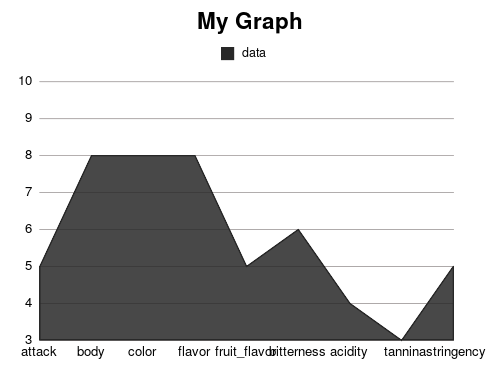 My Graph
data
10
9
8
7
6
5
4
3
attack body color flavor fruit_flavor bitterness acidity tannin astringency